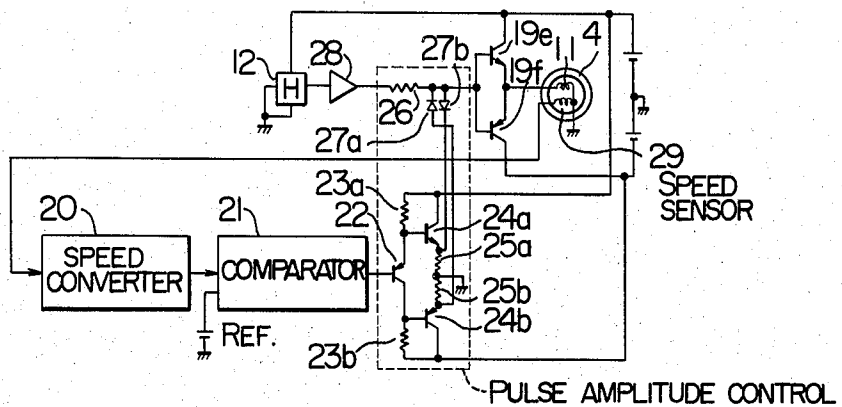 19e
11
4
28
27b
12
H
19f
26
27a
29
SPEED
SENSOR
23a
20
21
22
24a
25a
SPEED
CONVERTER
COMPARATOR
25b
REF.
23b
24b
PULSE AMPLITUDE CONTROL